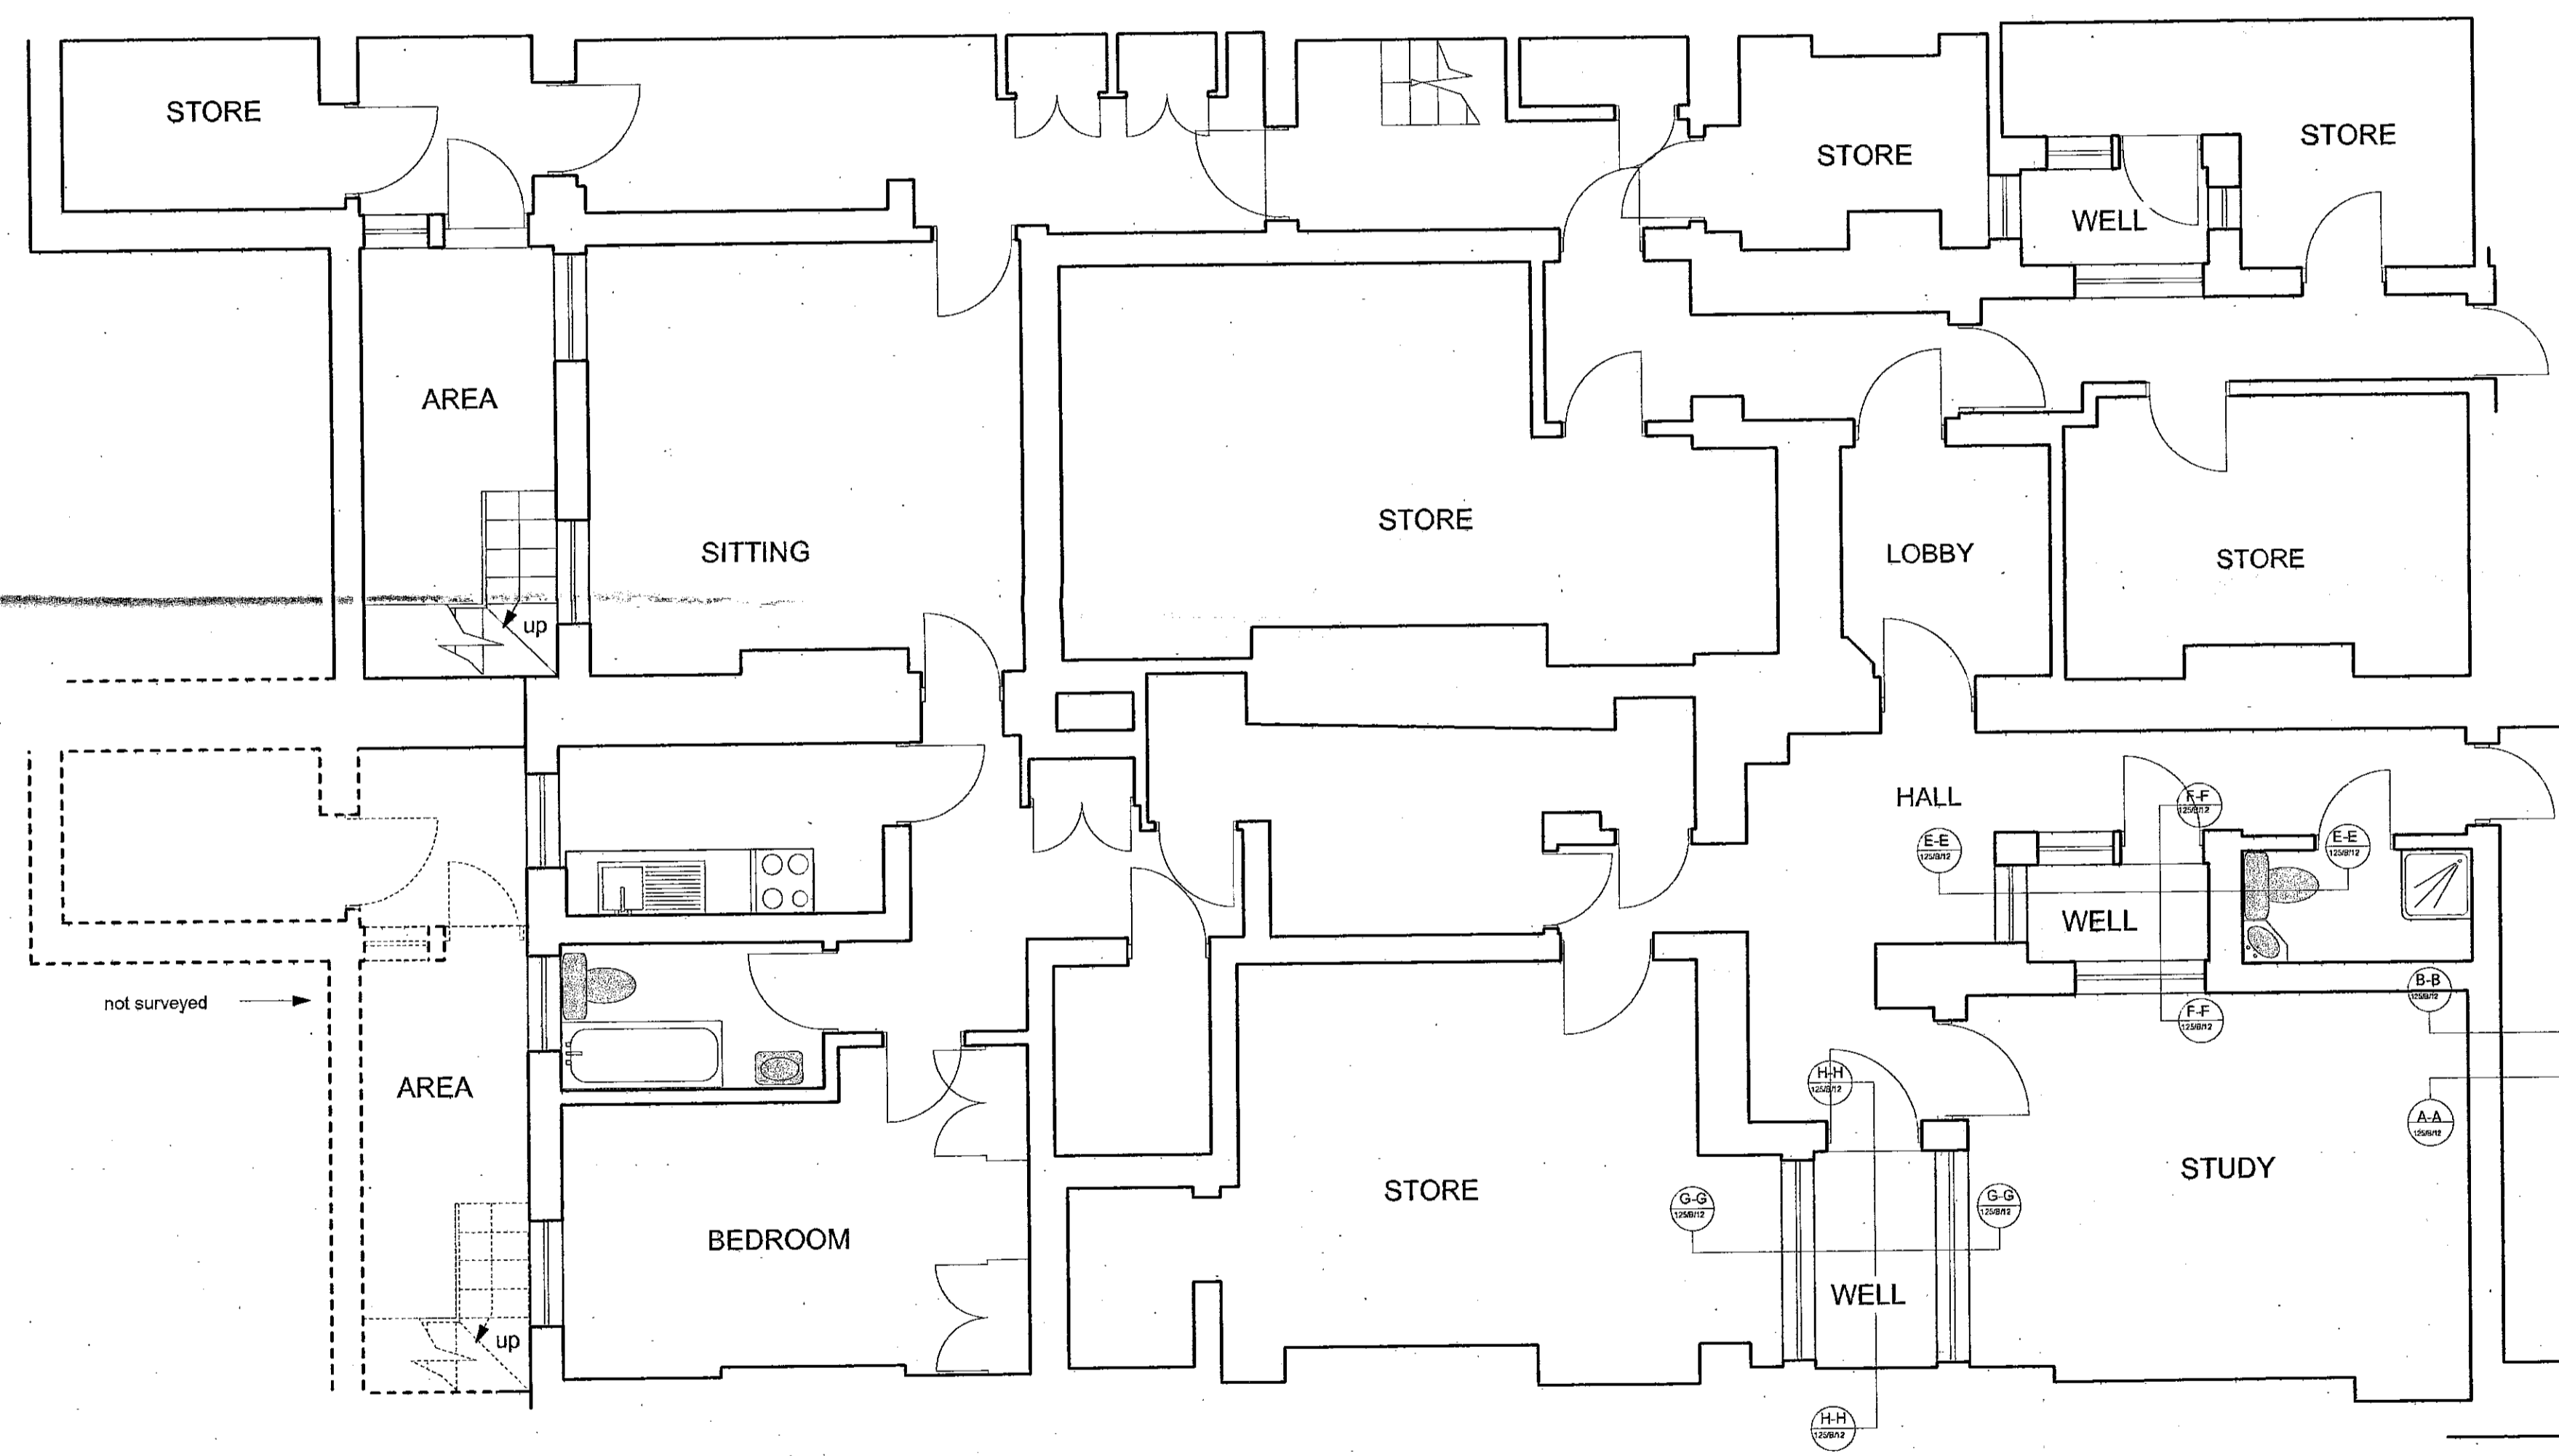 STORE
STORE
STORE
WELL
AREA
STORE
SITTING
LOBBY
STORE
up
HALL
F-F
125/B/12
E-E
125/B/12
E-E
125/B/12
WELL
not surveyed
B-B
125/B/12
F-F
125/B/12
AREA
H-H
125/B/12
A-A
125/B/12
STUDY
STORE
G-G
125/B/12
G-G
125/B/12
BEDROOM
WELL
up
H-H
125/B/12